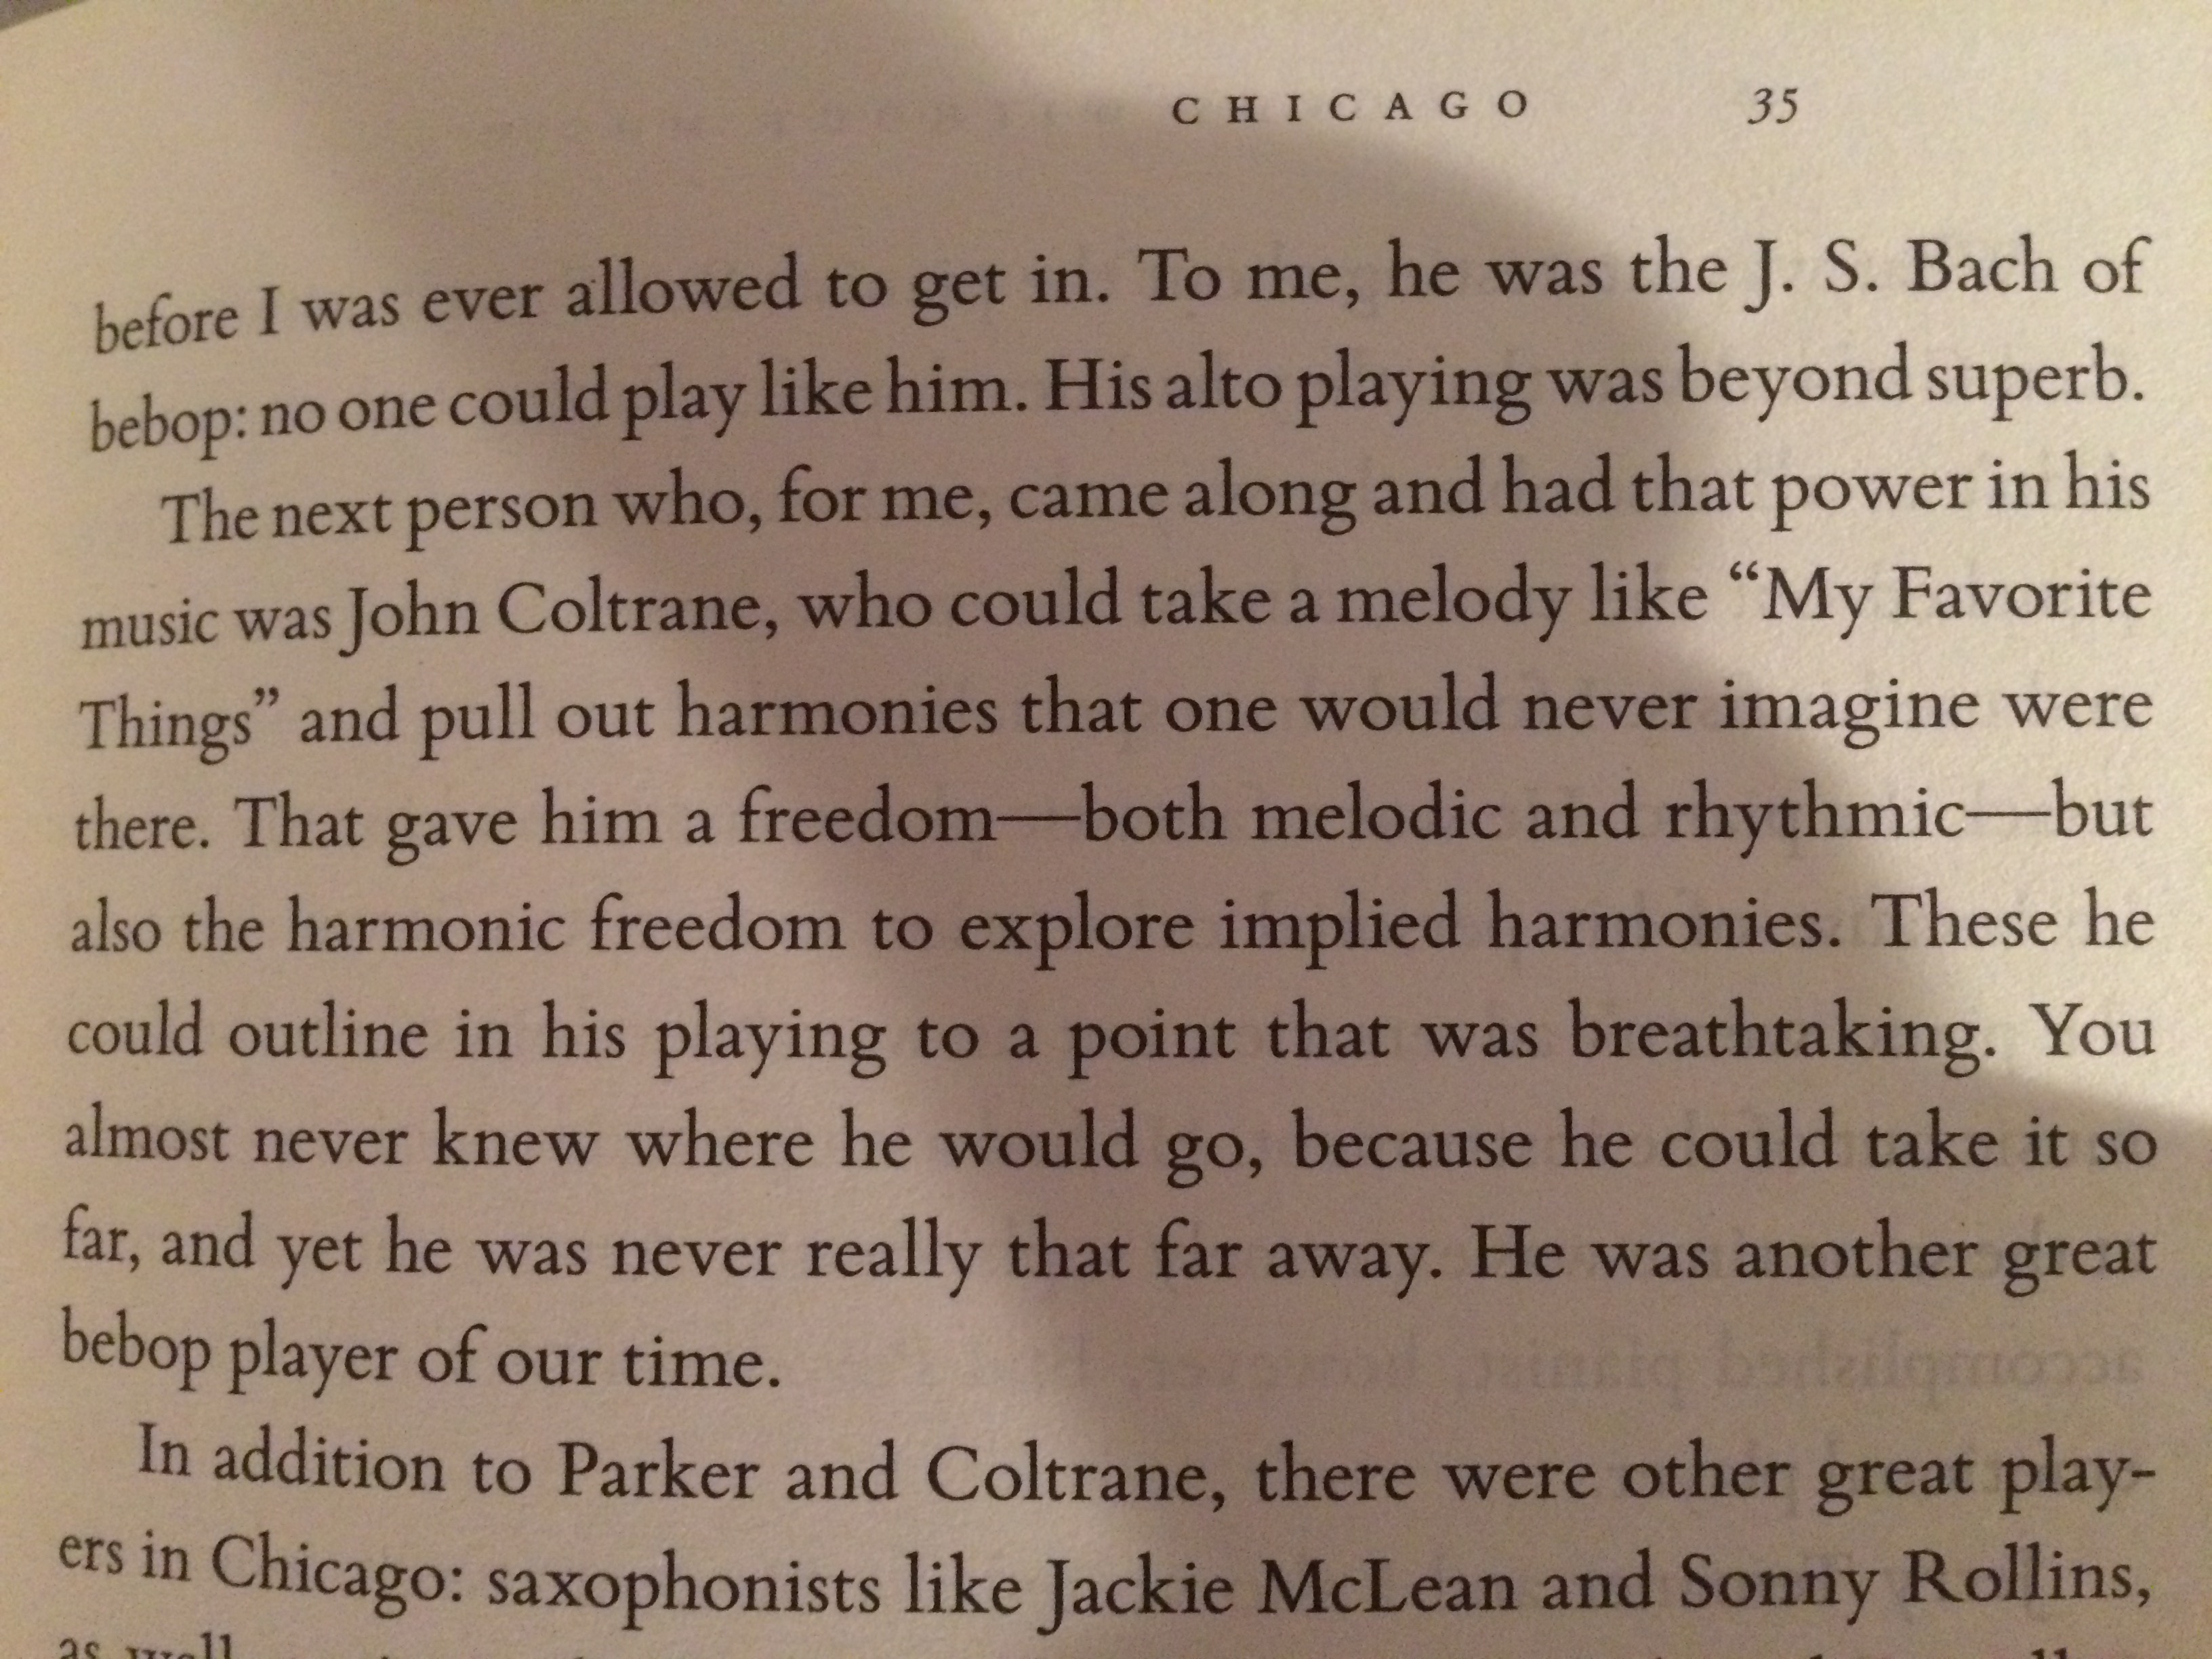 CHICAGO 35
before I was ever allowed to get in. To me, he was the J. S. Bach of
bebop: no one could play like him. His alto playing was beyond superb.
The next person who, for me, came along and had that power in his
music was John Coltrane, who could take a melody like “My Favorite
Things” and pull out harmonies that one would never imagine were
there. That gave him a freedom—both melodic and rhythmic—but
also the harmonic freedom to explore implied harmonies. These he
could outline in his playing to a point that was breathtaking. You
almost never knew where he would go, because he could take it so
far, and yet he was never really that far away. He was another great
bebop player of our time.
In addition to Parker and Coltrane, there were other great play-
ers in Chicago: saxophonists like Jackie McLean and Sonny Rollins,
as well